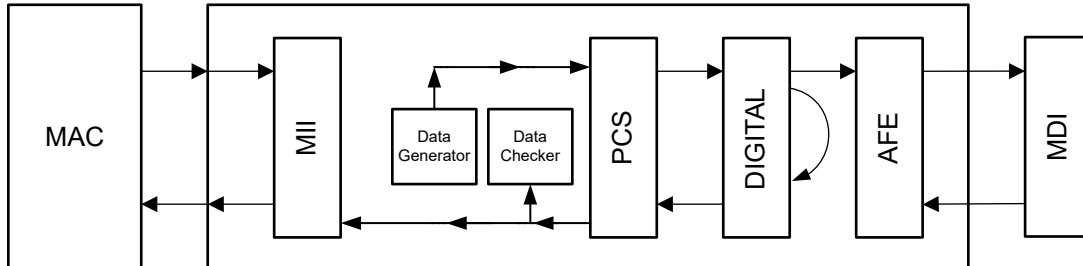 MAC
MII
Data
Generator
Data
Checker
PCS
DIGITAL
AFE
MDI